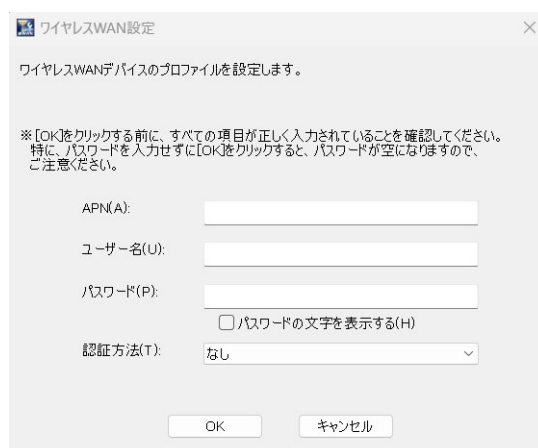 ワイヤレスWAN設定
ワイヤレスWANデバイスのプロファイルを設定します。
※[OK]をクリックする前に、すべての項目が正しく入力されていることを確認してください。
特に、パスワードを入力せずに[OK]をクリックすると、パスワードが空になりますので、
ご注意ください。
APN(A):
ユーザー名(U):
パスワード(P):
パスワードの文字を表示する(H)
認証方法(T):
なし
OK
キャンセル